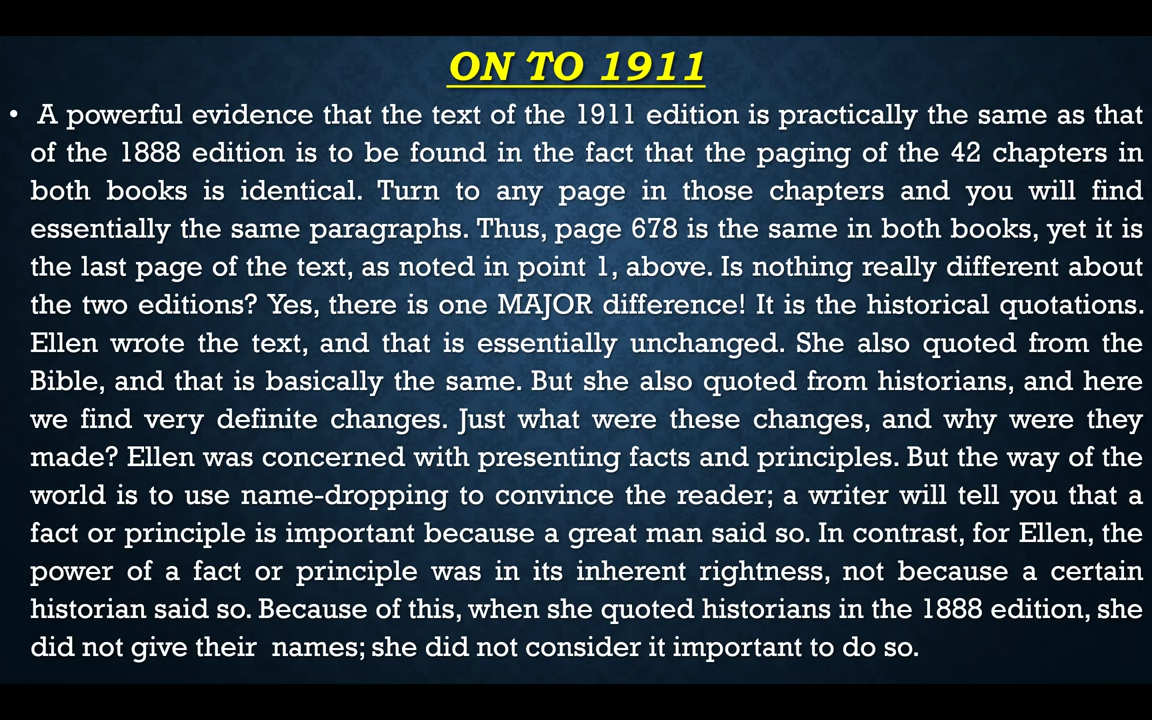 ON TO 1911
• A powerful evidence that the text of the 1911 edition is practically the same as that
of the 1888 edition is to be found in the fact that the paging of the 42 chapters in
both books is identical. Turn to any page in those chapters and you will find
essentially the same paragraphs. Thus, page 678 is the same in both books, yet it is
the last page of the text, as noted in point 1, above. Is nothing really different about
the two editions? Yes, there is one MAJOR difference! It is the historical quotations.
Ellen wrote the text, and that is essentially unchanged. She also quoted from the
Bible, and that is basically the same. But she also quoted from historians, and here
we find very definite changes. Just what were these changes, and why were they
made? Ellen was concerned with presenting facts and principles. But the way of the
world is to use name-dropping to convince the reader; a writer will tell you that a
fact or principle is important because a great man said so. In contrast, for Ellen, the
power of a fact or principle was in its inherent rightness, not because a certain
historian said so. Because of this, when she quoted historians in the 1888 edition, she
did not give their  names; she did not consider it important to do so.